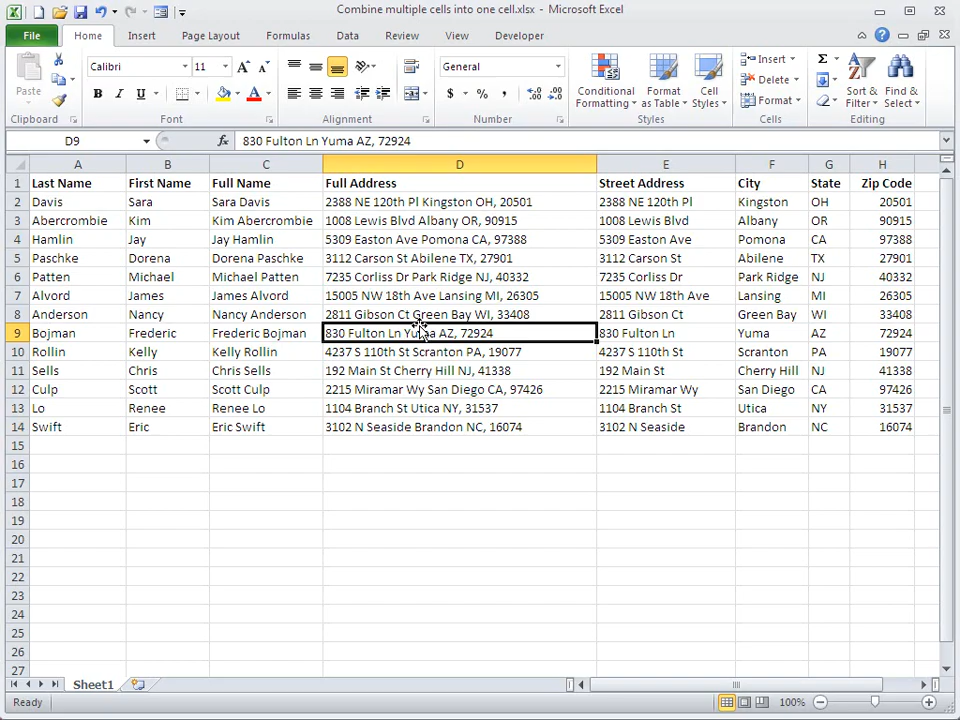 Combine multiple cells into one cell.xlsx - Microsoft Excel
File Home Insert Page Layout Formulas Data Review View Developer
Paste
Calibri 11
B I U
General
$ % ,
Conditional Formatting
Format as Table
Cell Styles
Insert
Delete
Format
Sort & Filter
Find & Select
Clipboard Font Alignment Number Styles Cells Editing
D9 fx 830 Fulton Ln Yuma AZ, 72924
A B C D E F G H
1 Last Name First Name Full Name Full Address Street Address City State Zip Code
2 Davis Sara Sara Davis 2388 NE 120th Pl Kingston OH, 20501 2388 NE 120th Pl Kingston OH 20501
3 Abercrombie Kim Kim Abercrombie 1008 Lewis Blvd Albany OR, 90915 1008 Lewis Blvd Albany OR 90915
4 Hamlin Jay Jay Hamlin 5309 Easton Ave Pomona CA, 97388 5309 Easton Ave Pomona CA 97388
5 Paschke Dorena Dorena Paschke 3112 Carson St Abilene TX, 27901 3112 Carson St Abilene TX 27901
6 Patten Michael Michael Patten 7235 Corliss Dr Park Ridge NJ, 40332 7235 Corliss Dr Park Ridge NJ 40332
7 Alvord James James Alvord 15005 NW 18th Ave Lansing MI, 26305 15005 NW 18th Ave Lansing MI 26305
8 Anderson Nancy Nancy Anderson 2811 Gibson Ct Green Bay WI, 33408 2811 Gibson Ct Green Bay WI 33408
9 Bojman Frederic Frederic Bojman 830 Fulton Ln Yuma AZ, 72924 830 Fulton Ln Yuma AZ 72924
10 Rollin Kelly Kelly Rollin 4237 S 110th St Scranton PA, 19077 4237 S 110th St Scranton PA 19077
11 Sells Chris Chris Sells 192 Main St Cherry Hill NJ, 41338 192 Main St Cherry Hill NJ 41338
12 Culp Scott Scott Culp 2215 Miramar Wy San Diego CA, 97426 2215 Miramar Wy San Diego CA 97426
13 Lo Renee Renee Lo 1104 Branch St Utica NY, 31537 1104 Branch St Utica NY 31537
14 Swift Eric Eric Swift 3102 N Seaside Brandon NC, 16074 3102 N Seaside Brandon NC 16074
15
16
17
18
19
20
21
22
23
24
25
26
27
Sheet1
Ready 100%